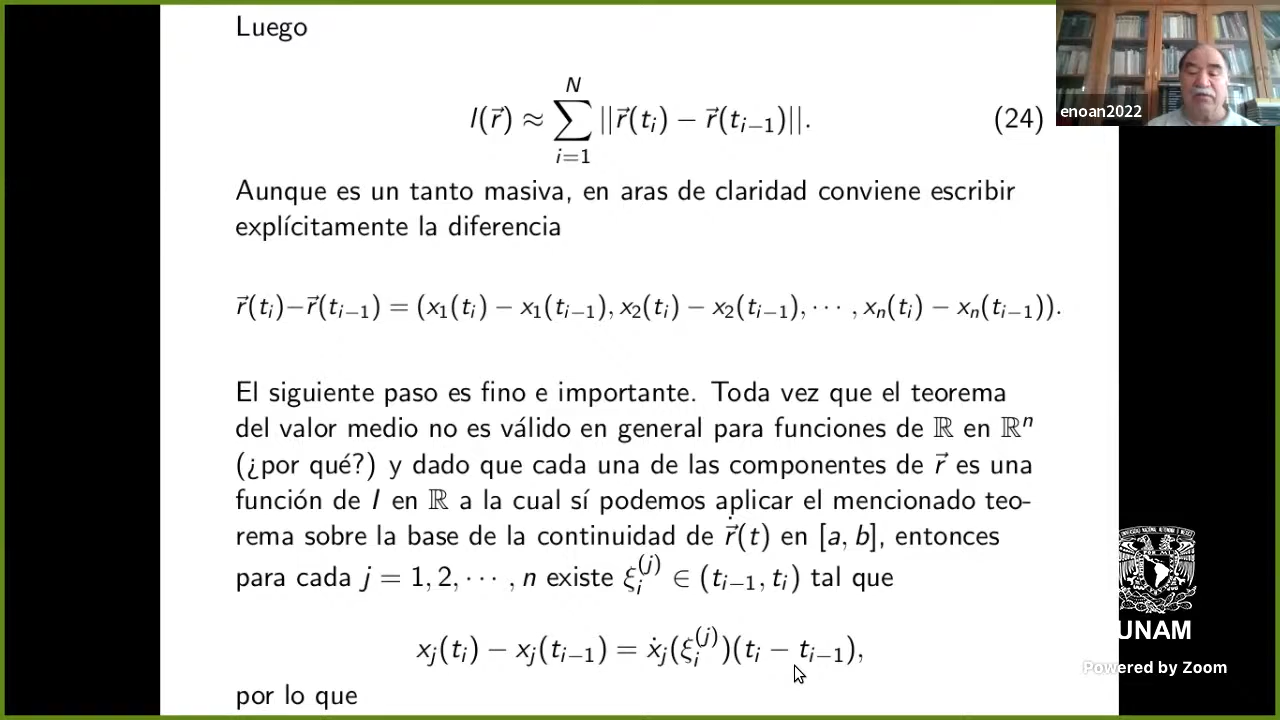 Luego
l(r⃗) ≈ ∑_{i=1}^{N} ||r⃗(t_i) − r⃗(t_{i−1})||. (24)
Aunque es un tanto masiva, en aras de claridad conviene escribir
explícitamente la diferencia
r⃗(t_i)−r⃗(t_{i−1}) = (x_1(t_i) − x_1(t_{i−1}), x_2(t_i) − x_2(t_{i−1}), ··· , x_n(t_i) − x_n(t_{i−1})).
El siguiente paso es fino e importante. Toda vez que el teorema
del valor medio no es válido en general para funciones de ℝ en ℝⁿ
(¿por qué?) y dado que cada una de las componentes de r⃗ es una
función de I en ℝ a la cual sí podemos aplicar el mencionado teo-
rema sobre la base de la continuidad de ṙ⃗(t) en [a, b], entonces
para cada j = 1, 2, ··· , n existe ξ_i^{(j)} ∈ (t_{i−1}, t_i) tal que
x_j(t_i) − x_j(t_{i−1}) = ẋ_j(ξ_i^{(j)})(t_i − t_{i−1}),
por lo que
enoan2022
UNAM
Powered by Zoom